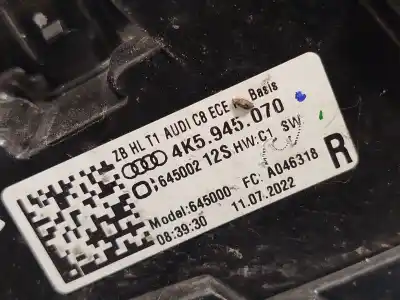 ZB HL T1 AUDI C8 ECE Basis
4K5.945.070
:645002 12S HW:C1 SW
Model:645000 FC: A046318
08:39:30 11.07.2022
R